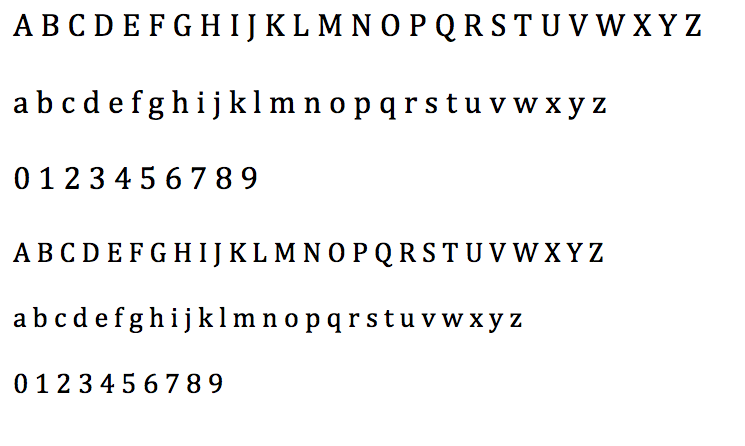 A B C D E F G H I J K L M N O P Q R S T U V W X Y Z
a b c d e f g h i j k l m n o p q r s t u v w x y z
0 1 2 3 4 5 6 7 8 9
A B C D E F G H I J K L M N O P Q R S T U V W X Y Z
a b c d e f g h i j k l m n o p q r s t u v w x y z
0 1 2 3 4 5 6 7 8 9